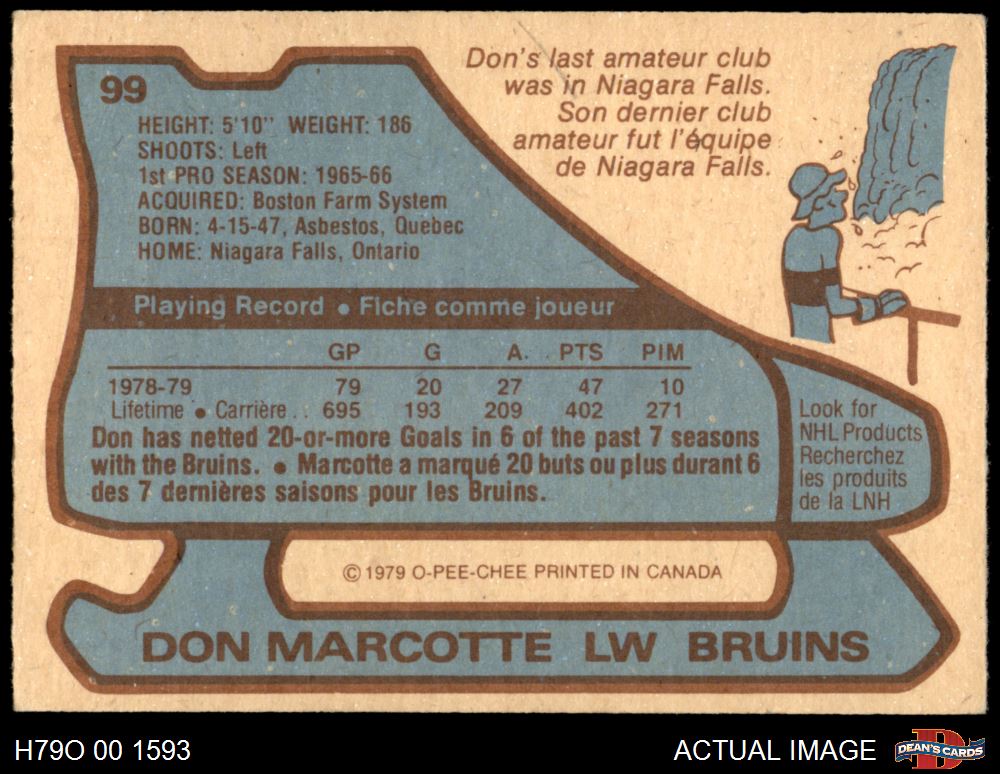 99
HEIGHT: 5'10" WEIGHT: 186
SHOOTS: Left
1st PRO SEASON: 1965-66
ACQUIRED: Boston Farm System
BORN: 4-15-47, Asbestos, Quebec
HOME: Niagara Falls, Ontario
Don's last amateur club
was in Niagara Falls.
Son dernier club
amateur fut l'équipe
de Niagara Falls.
Playing Record • Fiche comme joueur
GP G A. PTS PIM
1978-79 79 20 27 47 10
Lifetime • Carrière .. 695 193 209 402 271
Don has netted 20-or-more Goals in 6 of the past 7 seasons
with the Bruins. • Marcotte a marqué 20 buts ou plus durant 6
des 7 dernières saisons pour les Bruins.
Look for
NHL Products
Recherchez
les produits
de la LNH
© 1979 O-PEE-CHEE PRINTED IN CANADA
DON MARCOTTE LW BRUINS
H79O 00 1593
ACTUAL IMAGE
D
DEAN'S CARDS